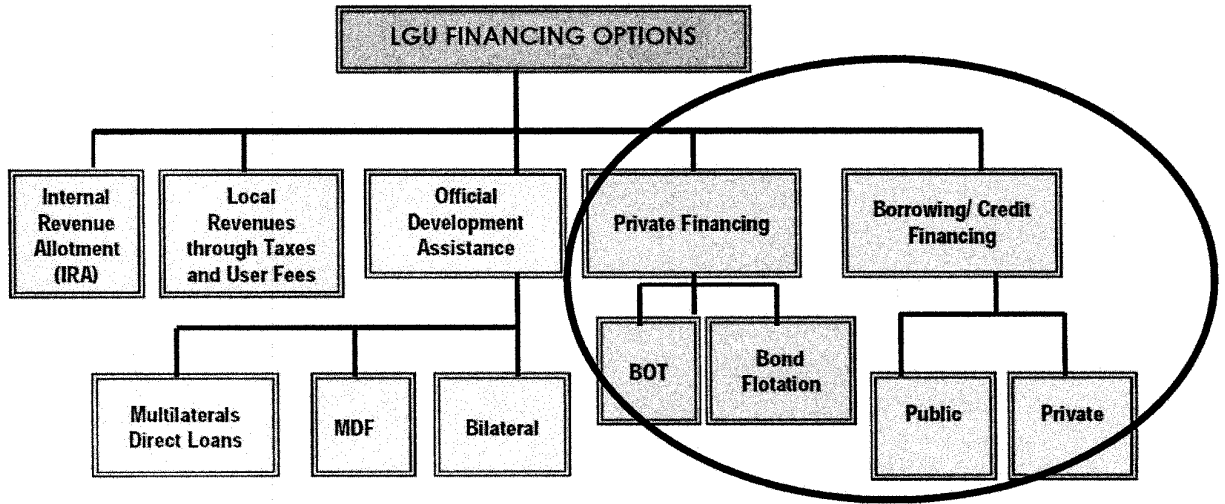 LGU FINANCING OPTIONS
Internal
Revenue
Allotment
(IRA)
Local
Revenues
through Taxes
and User Fees
Official
Development
Assistance
Private Financing
Borrowing/ Credit
Financing
Multilaterals
Direct Loans
MDF
Bilateral
BOT
Bond
Flotation
Public
Private